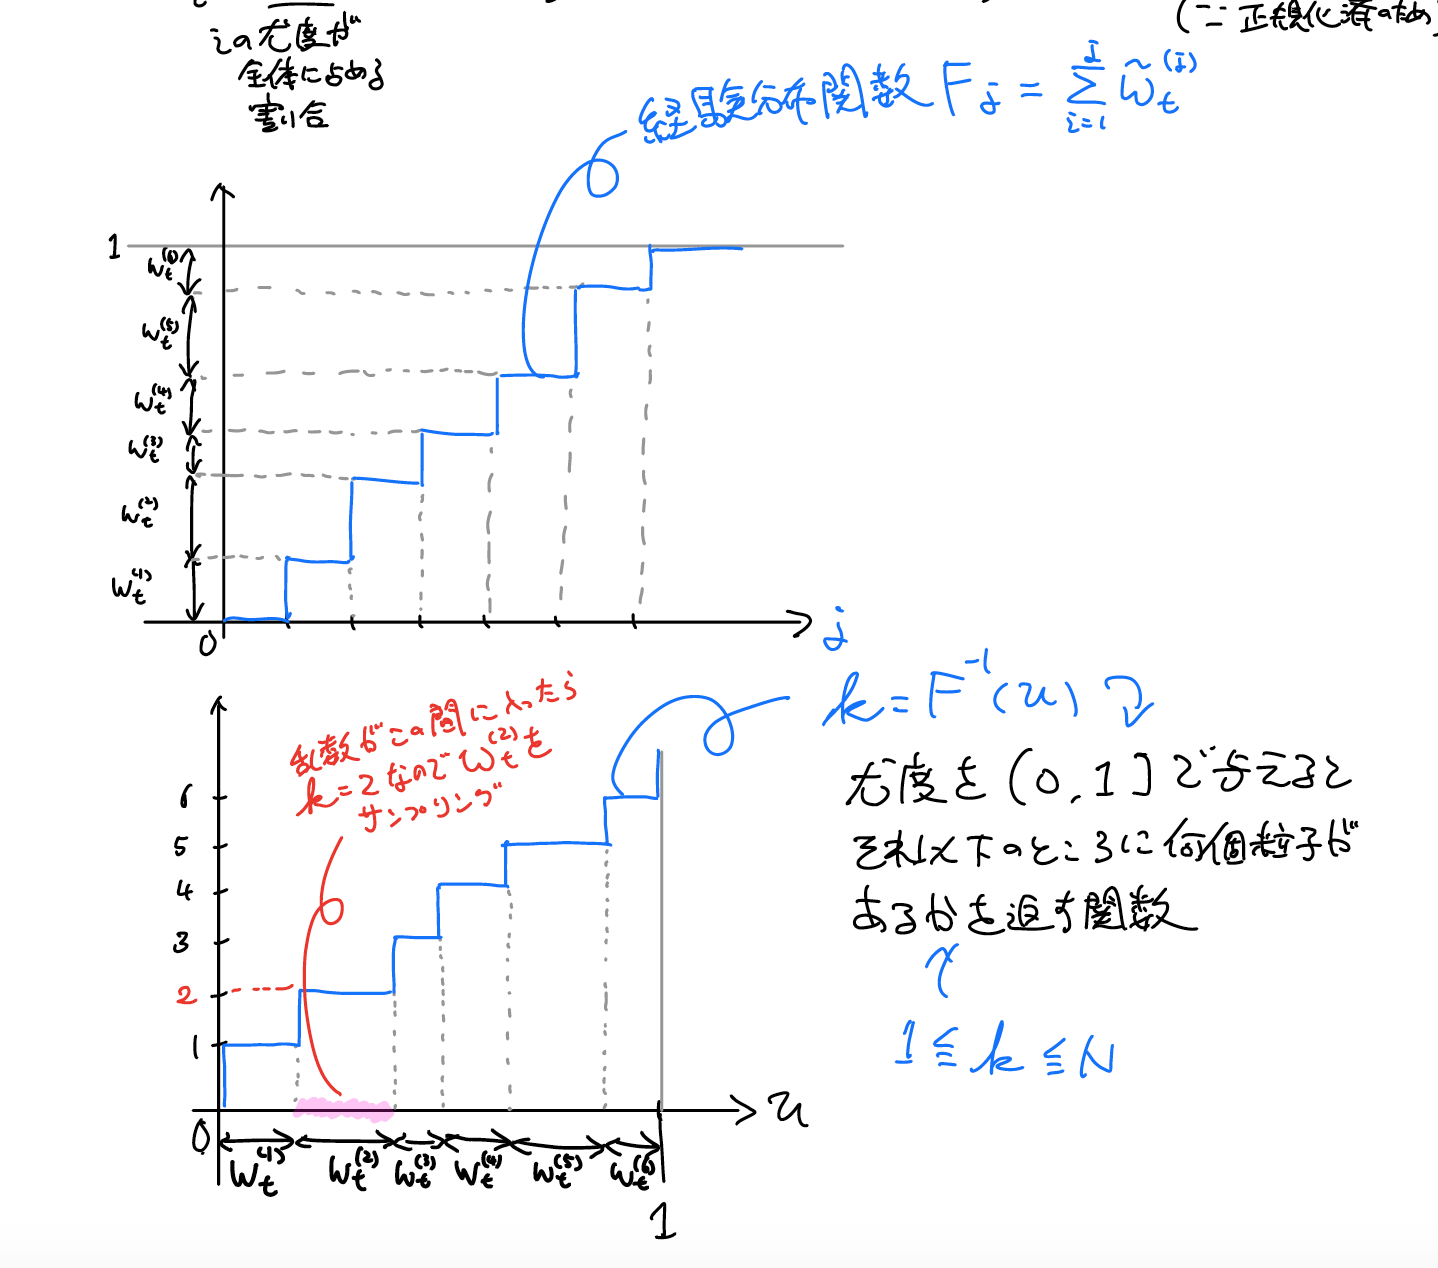 この尤度が
全体に占める
割合
(∵正規化済のため)
経験分布関数 F_j = Σ_{i=1}^{j} w̃_t^{(j)}
1
w_t^{(6)}
w_t^{(5)}
w_t^{(4)}
w_t^{(3)}
w_t^{(2)}
w_t^{(1)}
0
j
k = F^{-1}(u)
尤度を(0,1]で与えると
それ以下のところに何個粒子が
あるかを返す関数
1 ≦ k ≦ N
乱数がこの間に入ったら
k=2なのでw_t^{(2)}を
サンプリング
6
5
4
3
2
1
0
u
w_t^{(1)} w_t^{(2)} w_t^{(3)} w_t^{(4)} w_t^{(5)} w_t^{(6)}
1